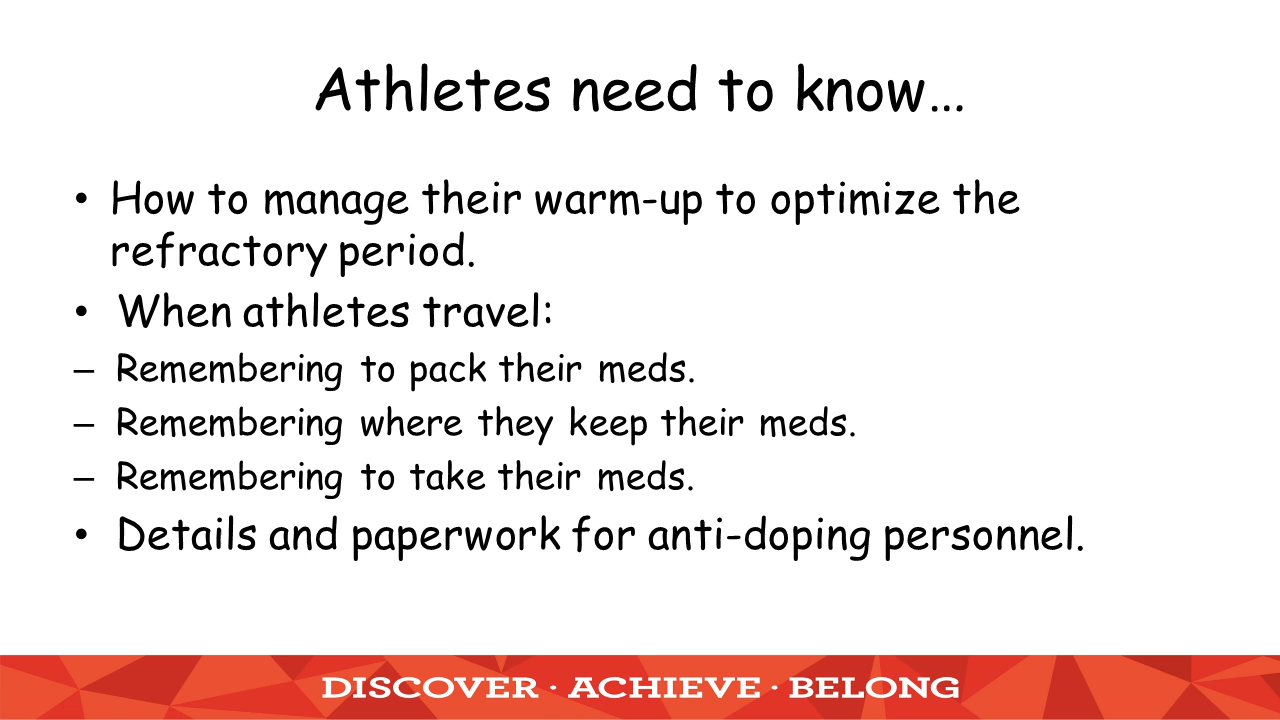 Athletes need to know…
• How to manage their warm-up to optimize the
refractory period.
• When athletes travel:
– Remembering to pack their meds.
– Remembering where they keep their meds.
– Remembering to take their meds.
• Details and paperwork for anti-doping personnel.
DISCOVER · ACHIEVE · BELONG